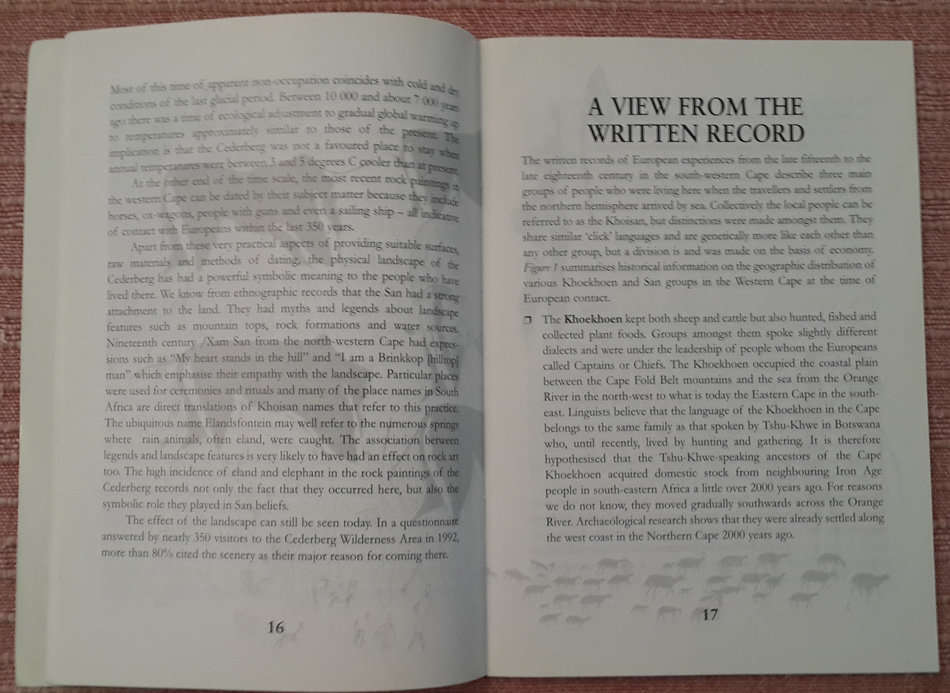 Most of this time of apparent non-occupation coincides with cold and dry
conditions of the last glacial period. Between 10 000 and about 7 000 years
ago there was a time of ecological adjustment to gradual global warming up
to temperatures approximately similar to those of the present. The
implication is that the Cederberg was not a favoured place to stay when
annual temperatures were between 3 and 5 degrees C cooler than at present.
At the other end of the time scale, the most recent rock paintings in
the western Cape can be dated by their subject matter because they include
horses, ox-wagons, people with guns and even a sailing ship – all indicative
of contact with Europeans within the last 350 years.
Apart from these very practical aspects of providing suitable surfaces,
raw materials and methods of dating, the physical landscape of the
Cederberg has had a powerful symbolic meaning to the people who have
lived there. We know from ethnographic records that the San had a strong
attachment to the land. They had myths and legends about landscape
features such as mountain tops, rock formations and water sources.
Nineteenth century /Xam San from the north-western Cape had expres-
sions such as "My heart stands in the hill" and "I am a Brinkkop [hilltop]
man" which emphasise their empathy with the landscape. Particular places
were used for ceremonies and rituals and many of the place names in South
Africa are direct translations of Khoisan names that refer to this practice.
The ubiquitous name Elandsfontein may well refer to the numerous springs
where rain animals, often eland, were caught. The association between
legends and landscape features is very likely to have had an effect on rock art
too. The high incidence of eland and elephant in the rock paintings of the
Cederberg records not only the fact that they occurred here, but also the
symbolic role they played in San beliefs.
The effect of the landscape can still be seen today. In a questionnaire
answered by nearly 350 visitors to the Cederberg Wilderness Area in 1992,
more than 80% cited the scenery as their major reason for coming there.
16
A VIEW FROM THE
WRITTEN RECORD
The written records of European experiences from the late fifteenth to the
late eighteenth century in the south-western Cape describe three main
groups of people who were living here when the travellers and settlers from
the northern hemisphere arrived by sea. Collectively the local people can be
referred to as the Khoisan, but distinctions were made amongst them. They
share similar 'click' languages and are genetically more like each other than
any other group, but a division is and was made on the basis of economy.
Figure 1 summarises historical information on the geographic distribution of
various Khoekhoen and San groups in the Western Cape at the time of
European contact.
❒ The Khoekhoen kept both sheep and cattle but also hunted, fished and
collected plant foods. Groups amongst them spoke slightly different
dialects and were under the leadership of people whom the Europeans
called Captains or Chiefs. The Khoekhoen occupied the coastal plain
between the Cape Fold Belt mountains and the sea from the Orange
River in the north-west to what is today the Eastern Cape in the south-
east. Linguists believe that the language of the Khoekhoen in the Cape
belongs to the same family as that spoken by Tshu-Khwe in Botswana
who, until recently, lived by hunting and gathering. It is therefore
hypothesised that the Tshu-Khwe-speaking ancestors of the Cape
Khoekhoen acquired domestic stock from neighbouring Iron Age
people in south-eastern Africa a little over 2000 years ago. For reasons
we do not know, they moved gradually southwards across the Orange
River. Archaeological research shows that they were already settled along
the west coast in the Northern Cape 2000 years ago.
17